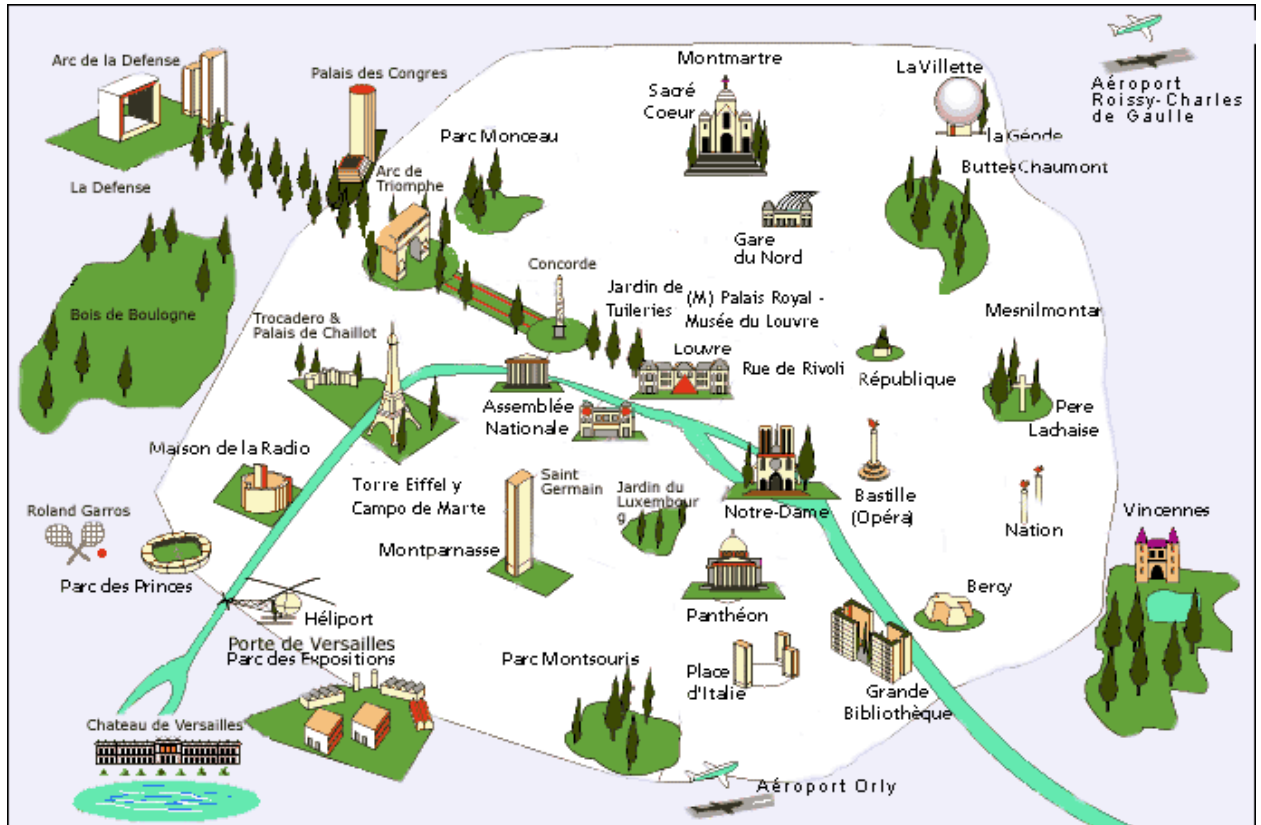 Arc de la Defense
La Defense
Palais des Congres
Parc Monceau
Arc de
Triomphe
Montmartre
Sacré
Coeur
La Villette
la Géode
Buttes Chaumont
Aéroport
Roissy-Charles
de Gaulle
Gare
du Nord
Bois de Boulogne
Trocadero &
Palais de Chaillot
Concorde
Jardin de
Tuileries
(M) Palais Royal -
Musée du Louvre
Louvre
Rue de Rivoli
République
Mesnilmontar
Pere
Lachaise
Assemblée
Nationale
Maison de la Radio
Torre Eiffel y
Campo de Marte
Saint
Germain
Montparnasse
Jardin du
Luxembour
g
Notre-Dame
Bastille
(Opéra)
Nation
Vincennes
Roland Garros
Parc des Princes
Héliport
Porte de Versailles
Parc des Expositions
Panthéon
Bercy
Parc Montsouris
Place
d'Italie
Grande
Bibliothèque
Chateau de Versailles
Aéroport Orly